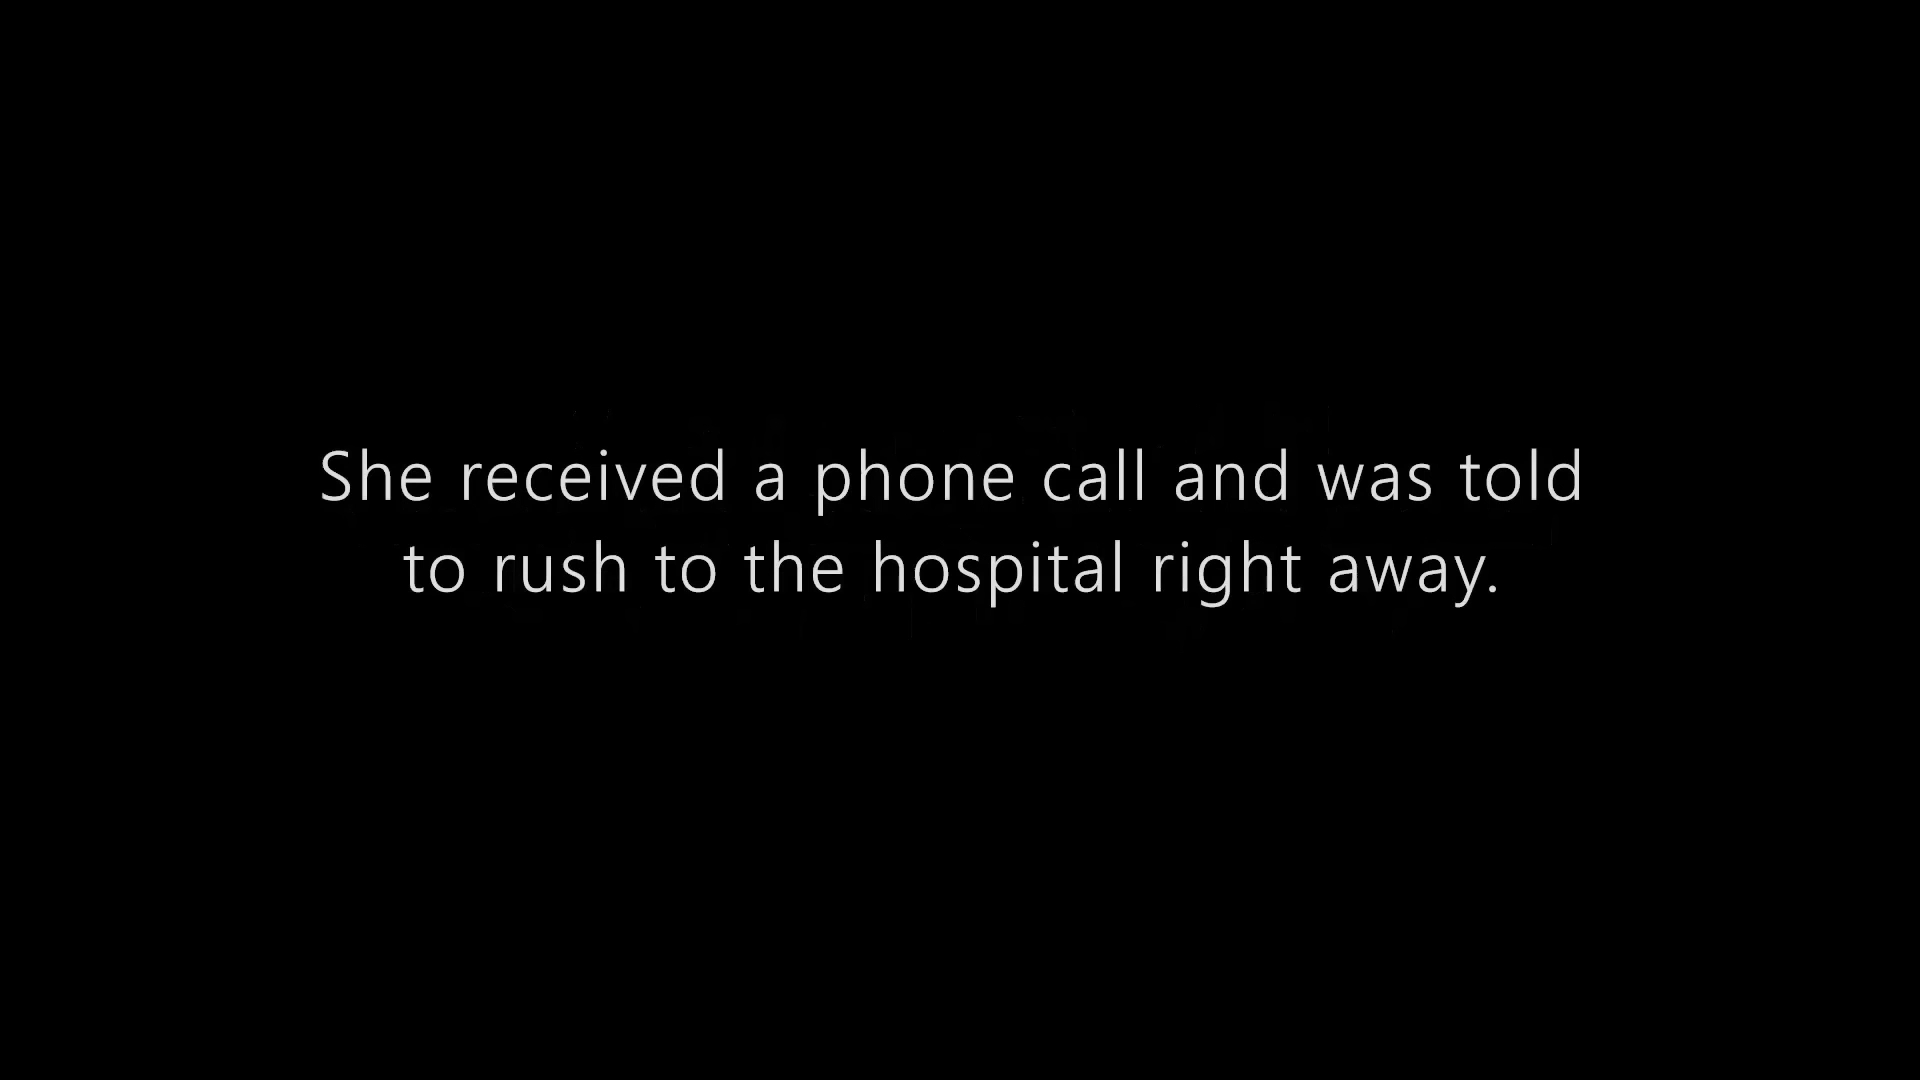 She received a phone call and was told
to rush to the hospital right away.